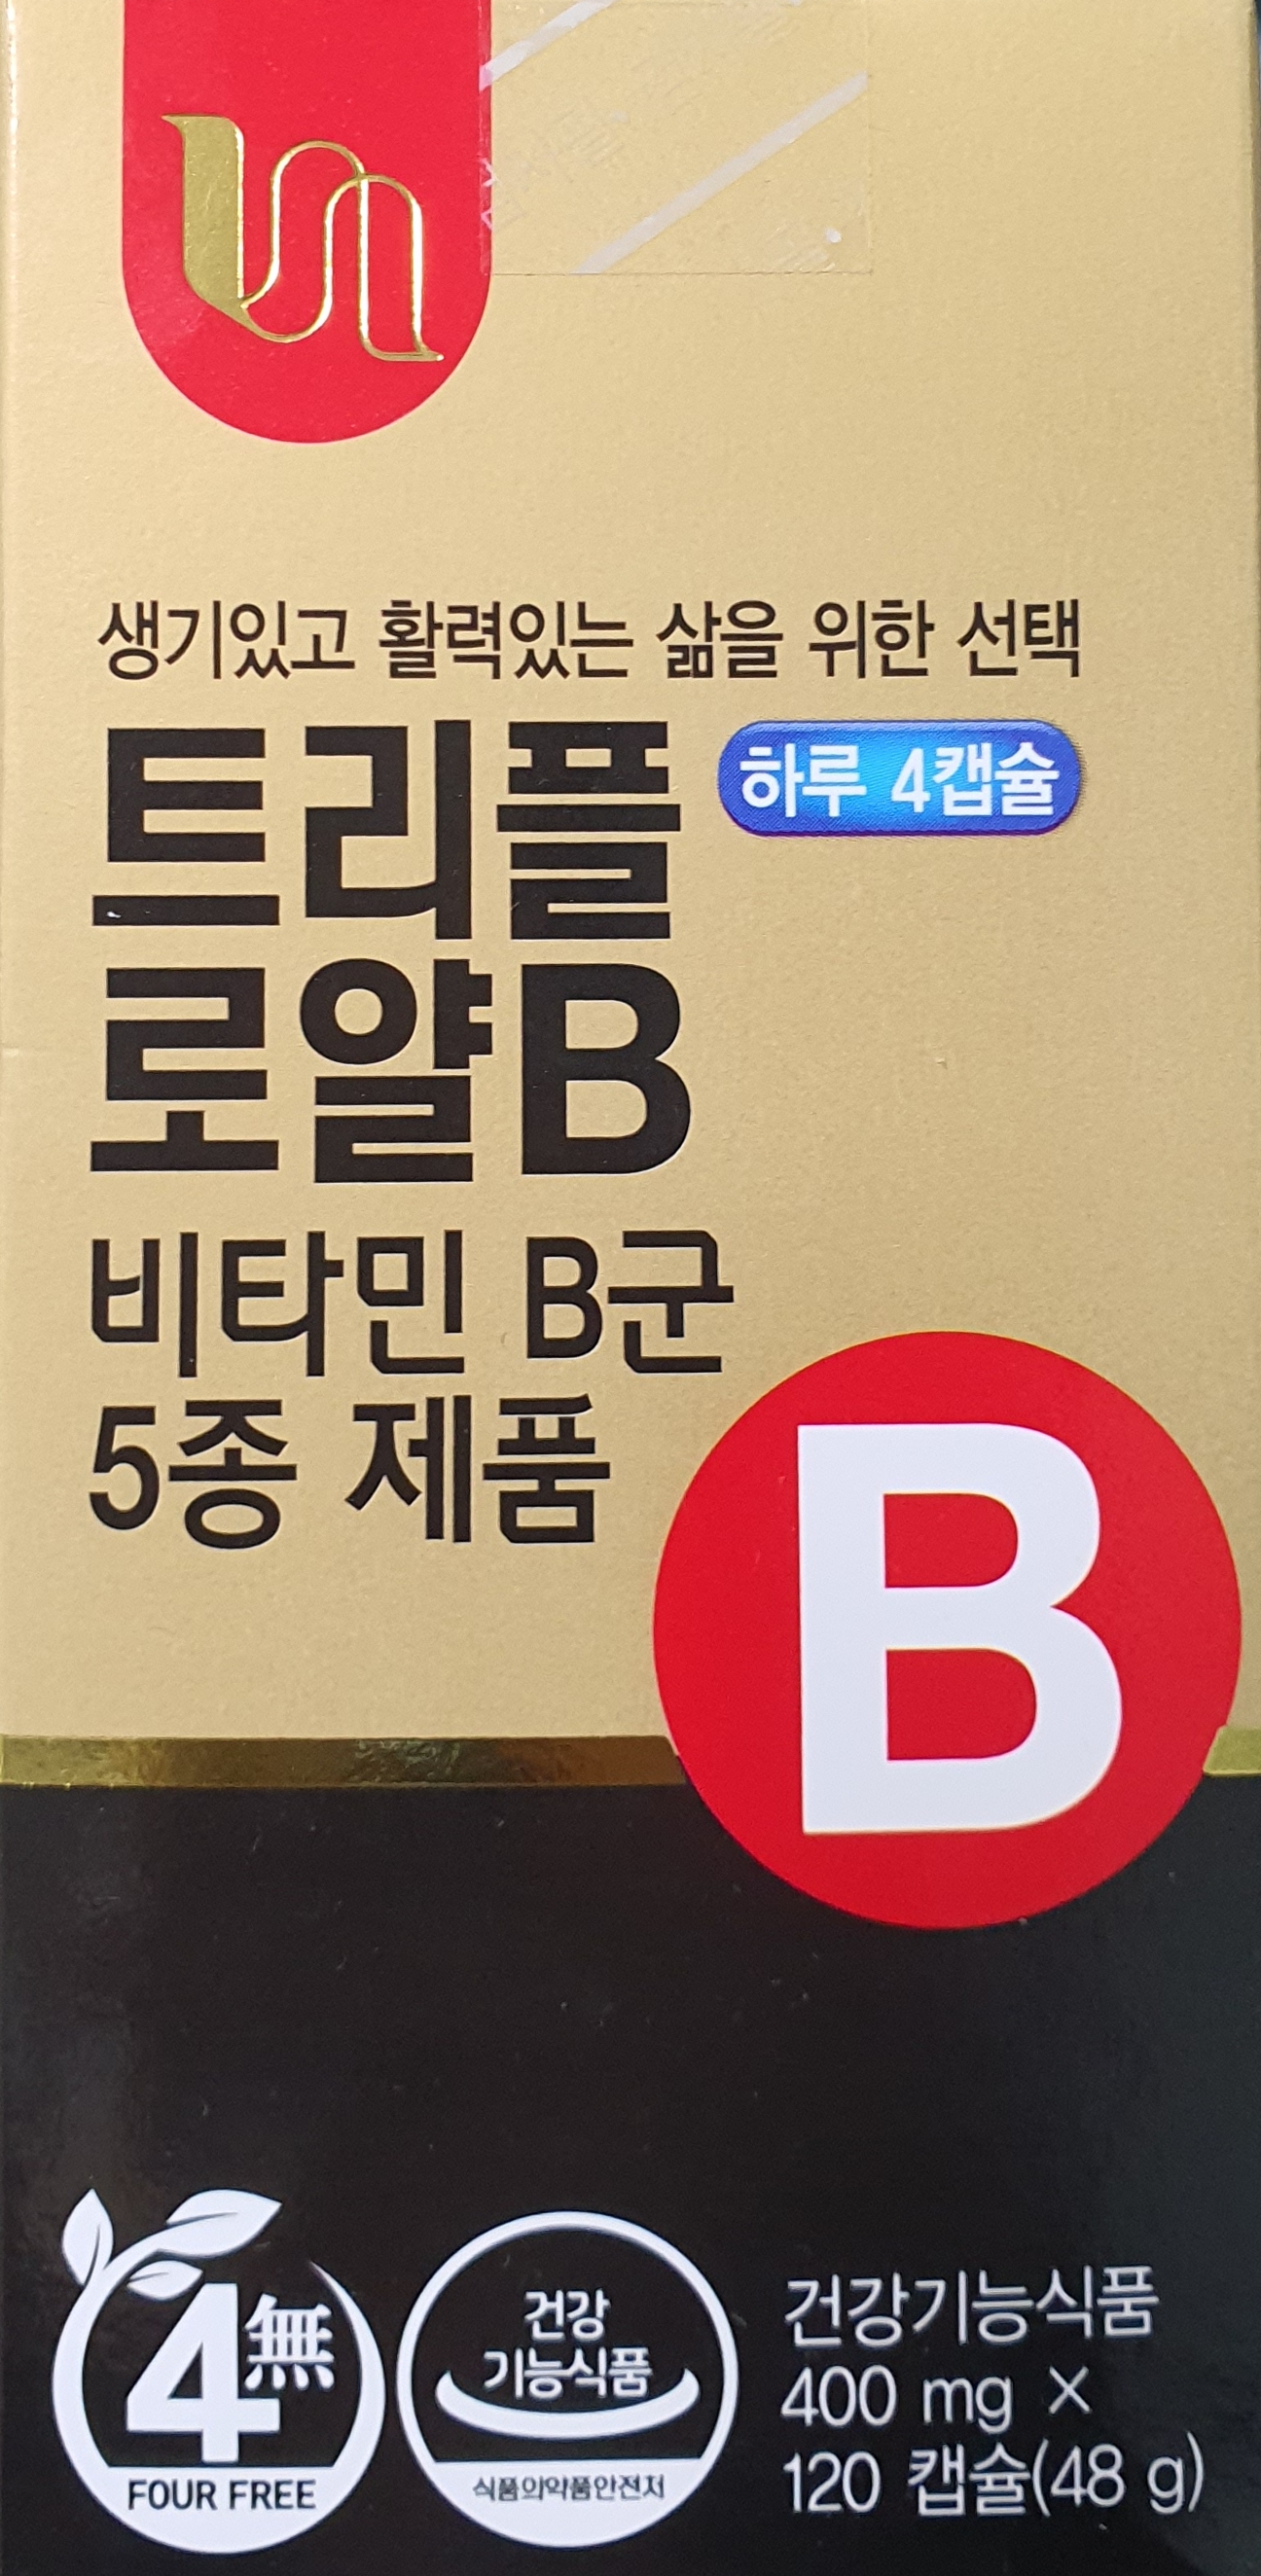 생기있고 활력있는 삶을 위한 선택
트리플
하루 4캡슐
로얄B
비타민 B군
5종 제품
B
4無
FOUR FREE
건강
기능식품
식품의약품안전처
건강기능식품
400 mg ×
120 캡슐(48 g)